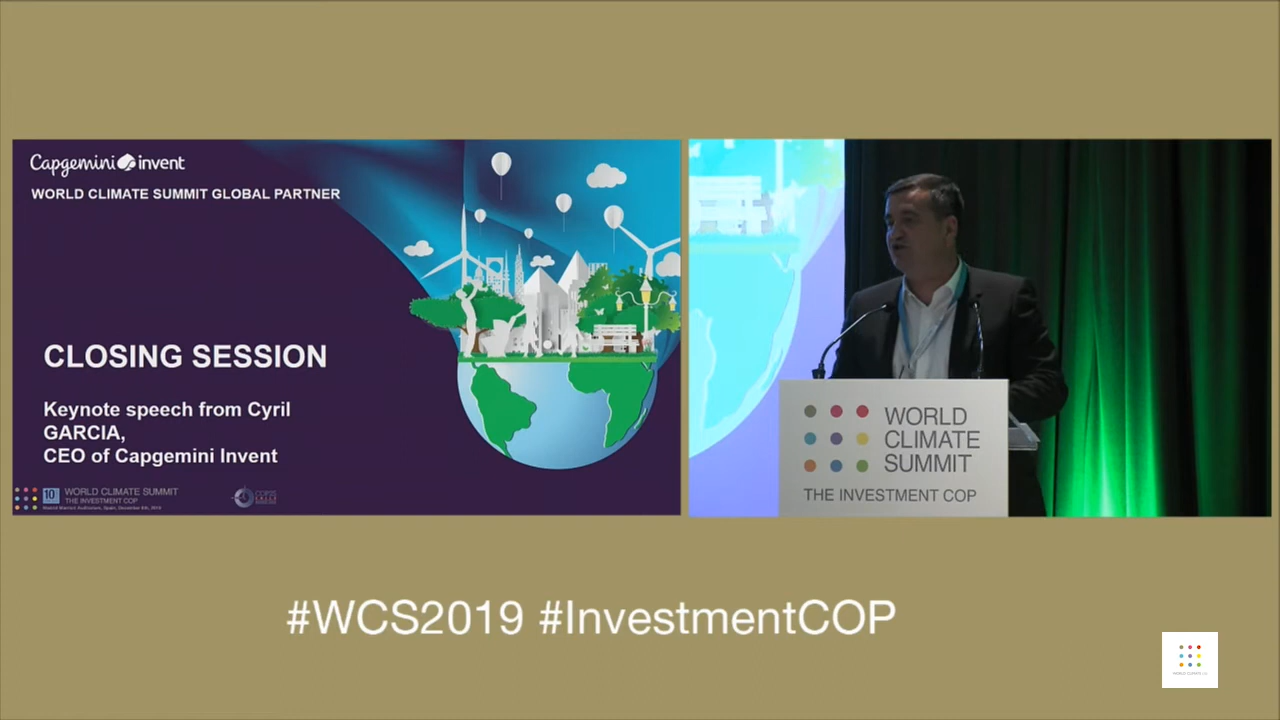 Capgemini invent
WORLD CLIMATE SUMMIT GLOBAL PARTNER
CLOSING SESSION
Keynote speech from Cyril
GARCIA,
CEO of Capgemini Invent
10
WORLD CLIMATE SUMMIT
THE INVESTMENT COP
WORLD
CLIMATE
SUMMIT
THE INVESTMENT COP
#WCS2019 #InvestmentCOP